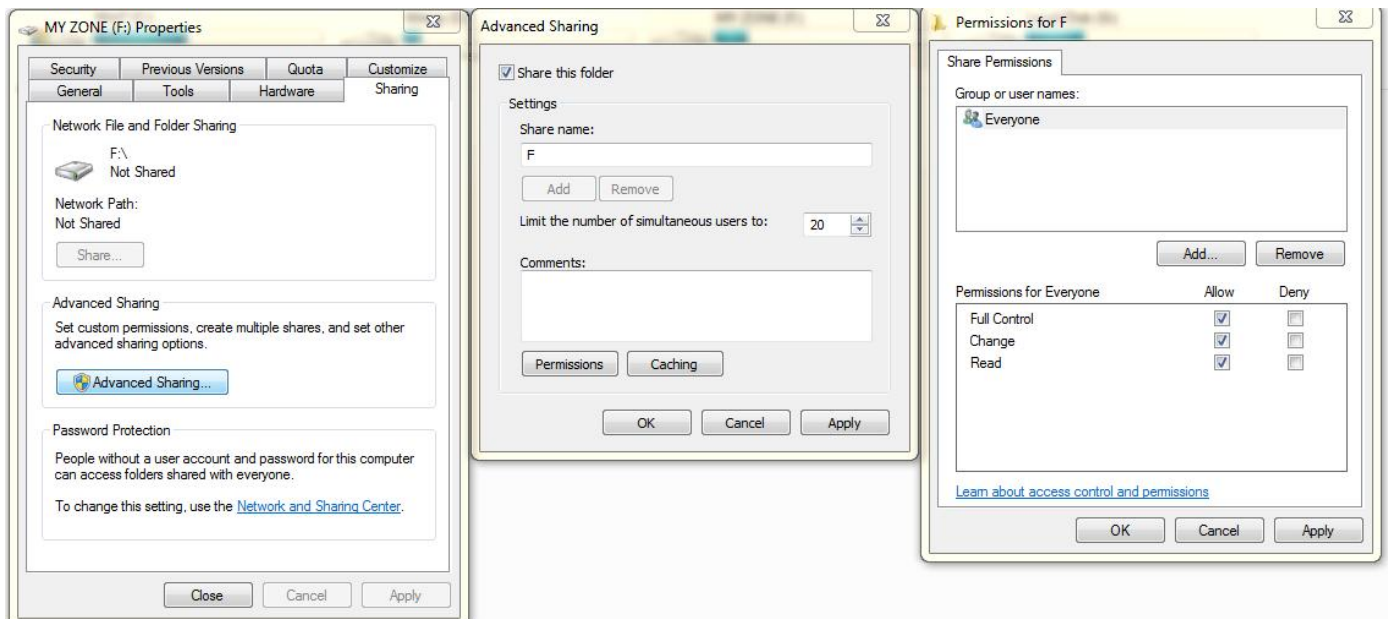 MY ZONE (F:) Properties
Security Previous Versions Quota Customize
General Tools Hardware Sharing
Network File and Folder Sharing
F:\
Not Shared
Network Path:
Not Shared
Share...
Advanced Sharing
Set custom permissions, create multiple shares, and set other
advanced sharing options.
Advanced Sharing...
Password Protection
People without a user account and password for this computer
can access folders shared with everyone.
To change this setting, use the Network and Sharing Center.
Close Cancel Apply
Advanced Sharing
Share this folder
Settings
Share name:
F
Add Remove
Limit the number of simultaneous users to: 20
Comments:
Permissions Caching
OK Cancel Apply
Permissions for F
Share Permissions
Group or user names:
Everyone
Add... Remove
Permissions for Everyone Allow Deny
Full Control
Change
Read
Learn about access control and permissions
OK Cancel Apply